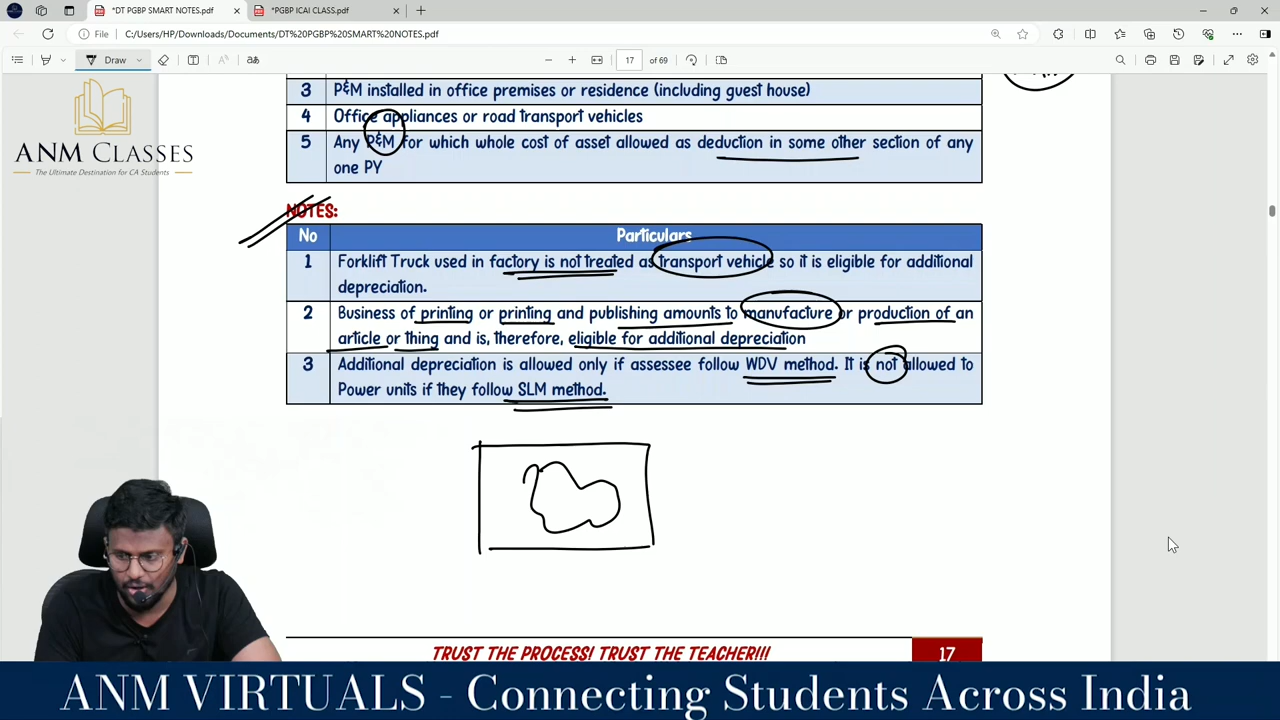 *DT PGBP SMART NOTES.pdf
*PGBP ICAI CLASS.pdf
File
C:/Users/HP/Downloads/Documents/DT%20PGBP%20SMART%20NOTES.pdf
Draw
17 of 69
ANM CLASSES
The Ultimate Destination for CA Students
3 P&M installed in office premises or residence (including guest house)
4 Office appliances or road transport vehicles
5 Any P&M for which whole cost of asset allowed as deduction in some other section of any
one PY
NOTES:
No Particulars
1 Forklift Truck used in factory is not treated as transport vehicle so it is eligible for additional
depreciation.
2 Business of printing or printing and publishing amounts to manufacture or production of an
article or thing and is, therefore, eligible for additional depreciation
3 Additional depreciation is allowed only if assessee follow WDV method. It is not allowed to
Power units if they follow SLM method.
TRUST THE PROCESS! TRUST THE TEACHER!!! 17
ANM VIRTUALS - Connecting Students Across India